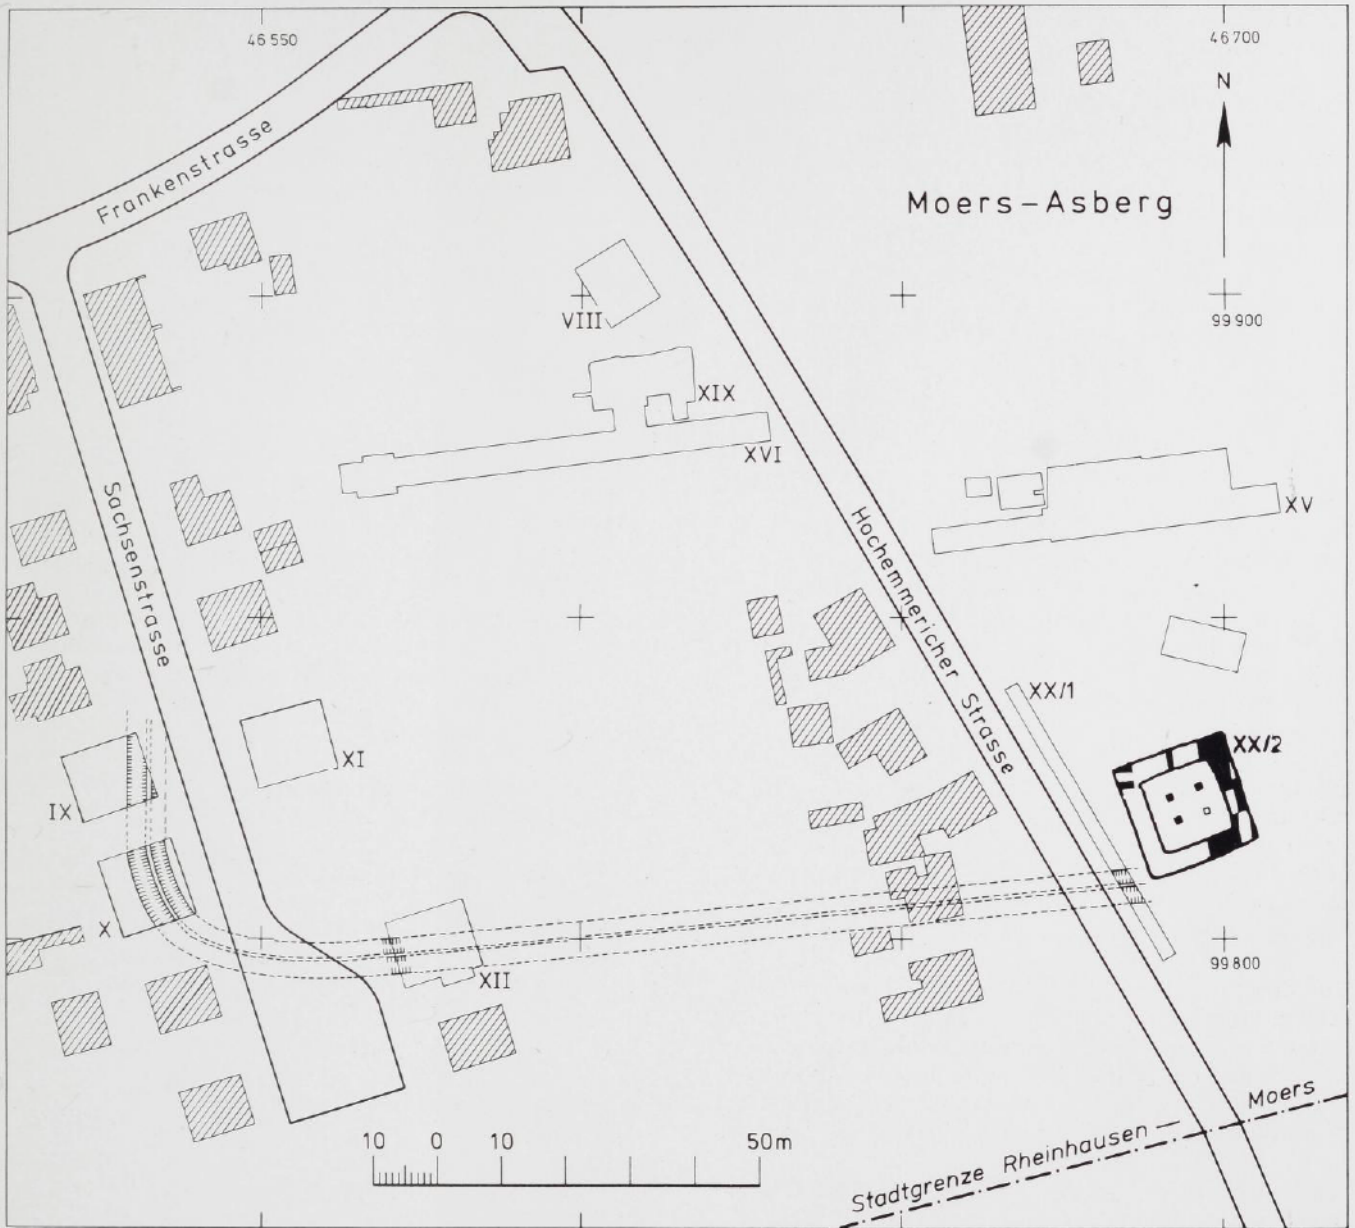 46 550
46 700
N
Frankenstrasse
Moers-Asberg
VIII
99 900
XIX
XVI
XV
Sachsenstrasse
Hochemmericher Strasse
XX/1
XX/2
XI
IX
X
XII
99 800
10 0 10 50m
Moers
Stadtgrenze Rheinhausen